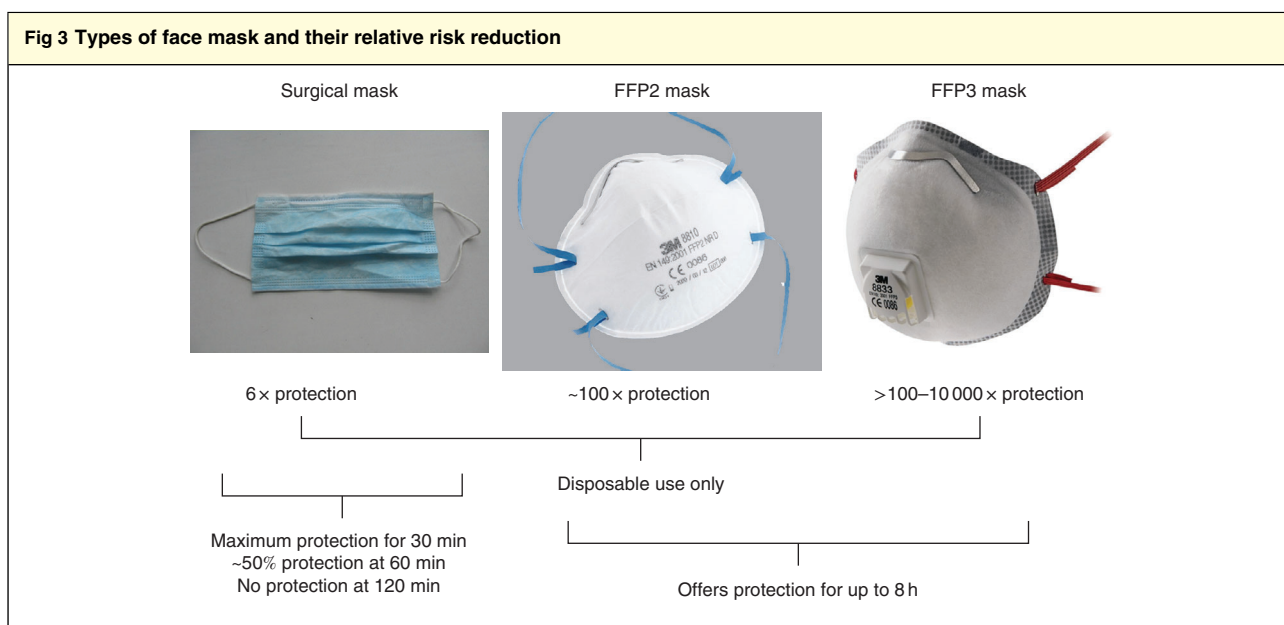 Fig 3 Types of face mask and their relative risk reduction
Surgical mask
FFP2 mask
FFP3 mask
3M 8810
EN 149:2001 FFP2 NR D
CE 0086
3M
8833
CE 0086
6 × protection
~100 × protection
>100–10 000 × protection
Disposable use only
Maximum protection for 30 min
~50% protection at 60 min
No protection at 120 min
Offers protection for up to 8 h